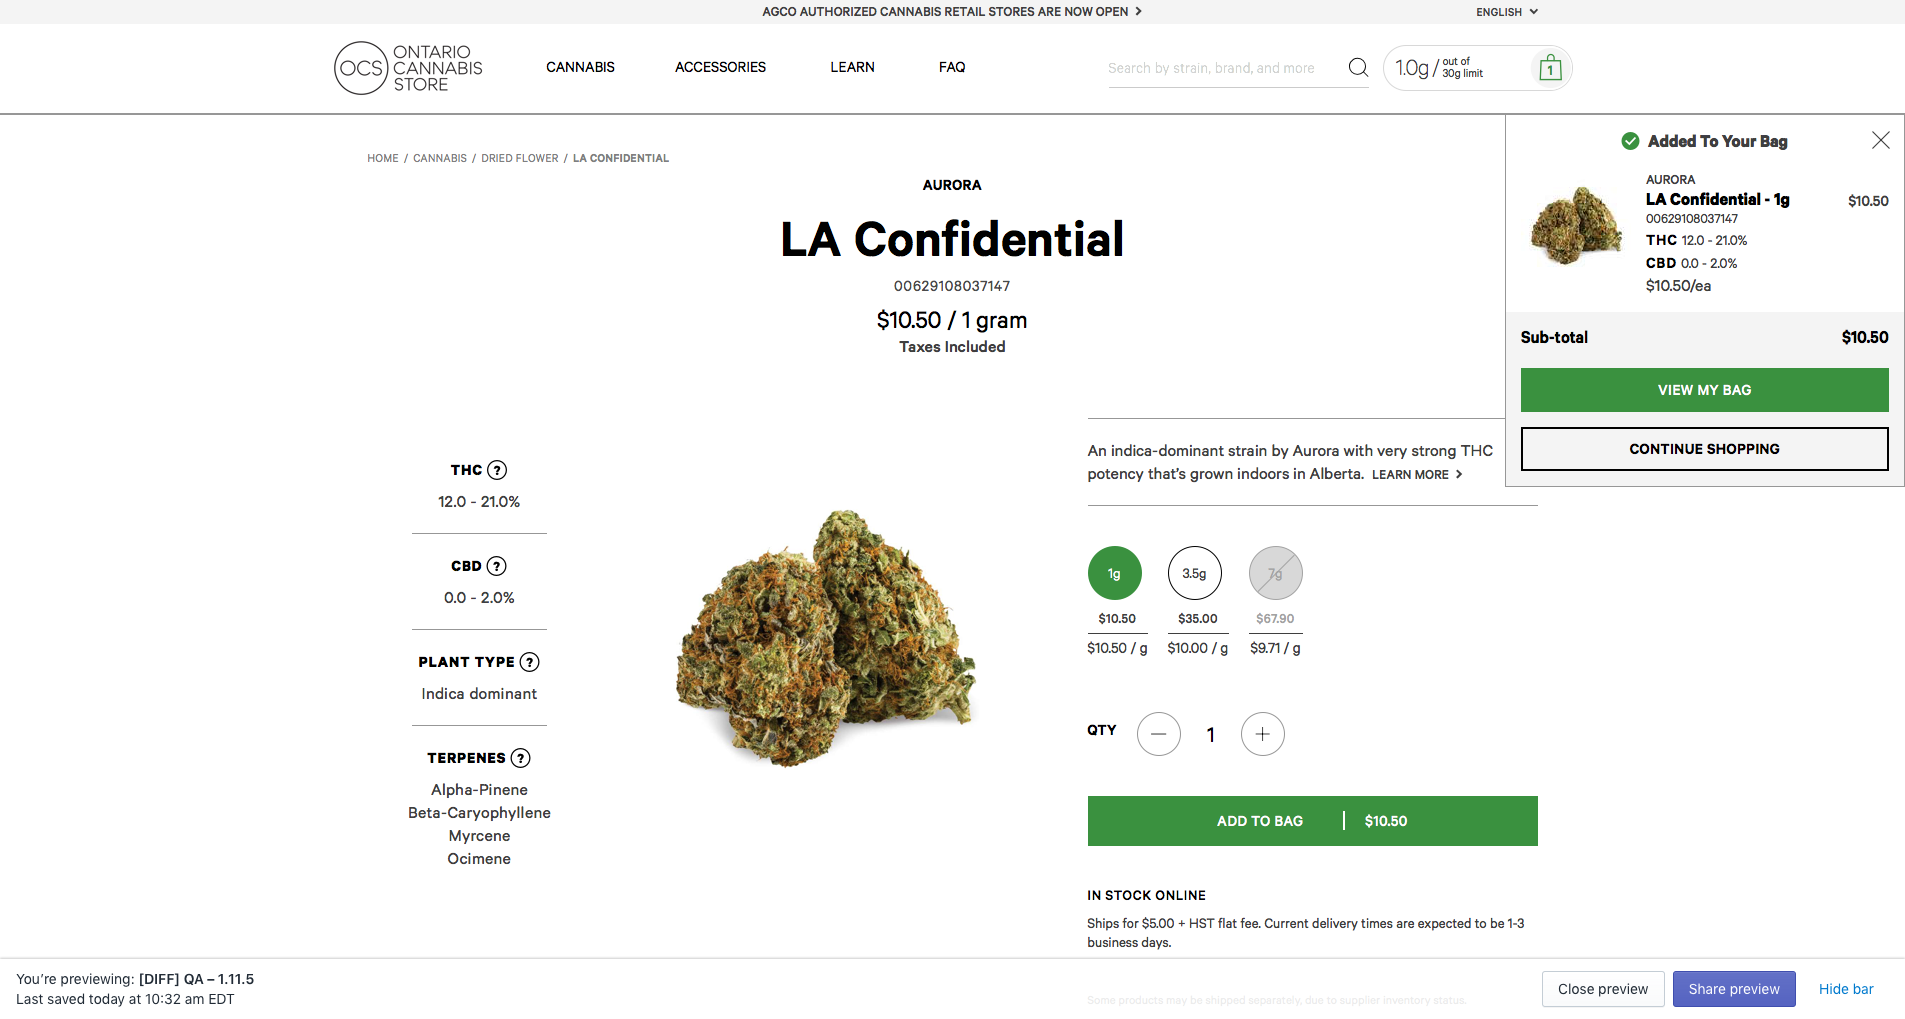 AGCO AUTHORIZED CANNABIS RETAIL STORES ARE NOW OPEN
ENGLISH
OCS
ONTARIO
CANNABIS
STORE
CANNABIS
ACCESSORIES
LEARN
FAQ
Search by strain, brand, and more
1.0g / out of
30g limit
1
HOME / CANNABIS / DRIED FLOWER / LA CONFIDENTIAL
AURORA
LA Confidential
00629108037147
$10.50 / 1 gram
Taxes Included
Added To Your Bag
AURORA
LA Confidential - 1g
$10.50
00629108037147
THC 12.0 - 21.0%
CBD 0.0 - 2.0%
$10.50/ea
Sub-total
$10.50
VIEW MY BAG
CONTINUE SHOPPING
THC ?
12.0 - 21.0%
CBD ?
0.0 - 2.0%
PLANT TYPE ?
Indica dominant
TERPENES ?
Alpha-Pinene
Beta-Caryophyllene
Myrcene
Ocimene
An indica-dominant strain by Aurora with very strong THC
potency that's grown indoors in Alberta. LEARN MORE
1g
3.5g
7g
$10.50
$35.00
$67.90
$10.50 / g
$10.00 / g
$9.71 / g
QTY
1
ADD TO BAG
$10.50
IN STOCK ONLINE
Ships for $5.00 + HST flat fee. Current delivery times are expected to be 1-3
business days.
Some products may be shipped separately, due to supplier inventory status.
You're previewing: [DIFF] QA – 1.11.5
Last saved today at 10:32 am EDT
Close preview
Share preview
Hide bar